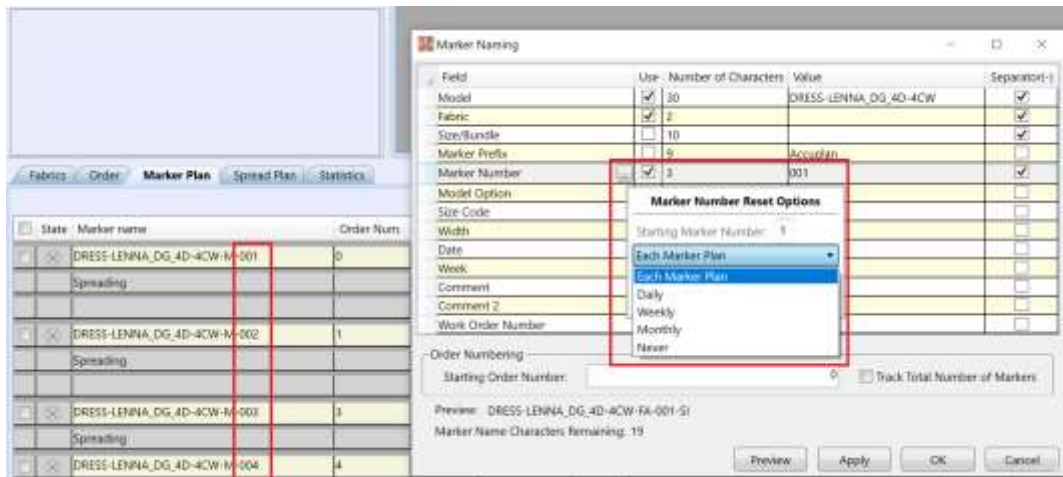 Marker Naming
Field Use Number of Characters Value Separator(-)
Model 30 DRESS-LENNA_DG_4D-4CW
Fabric 2
Size/Bundle 10
Marker Prefix 9 Accuplan
Marker Number ... 3 001
Model Option
Size Code
Width
Date
Week
Comment
Comment 2
Work Order Number
Marker Number Reset Options
Starting Marker Number: 1
Each Marker Plan
Each Marker Plan
Daily
Weekly
Monthly
Never
Order Numbering
Starting Order Number: 0 Track Total Number of Markers
Preview: DRESS-LENNA_DG_4D-4CW-FA-001-SI
Marker Name Characters Remaining: 19
Preview Apply OK Cancel
Fabrics Order Marker Plan Spread Plan Statistics
State Marker name Order Num
DRESS-LENNA_DG_4D-4CW-M-001 0
Spreading
DRESS-LENNA_DG_4D-4CW-M-002 1
Spreading
DRESS-LENNA_DG_4D-4CW-M-003 3
Spreading
DRESS-LENNA_DG_4D-4CW-M-004 4